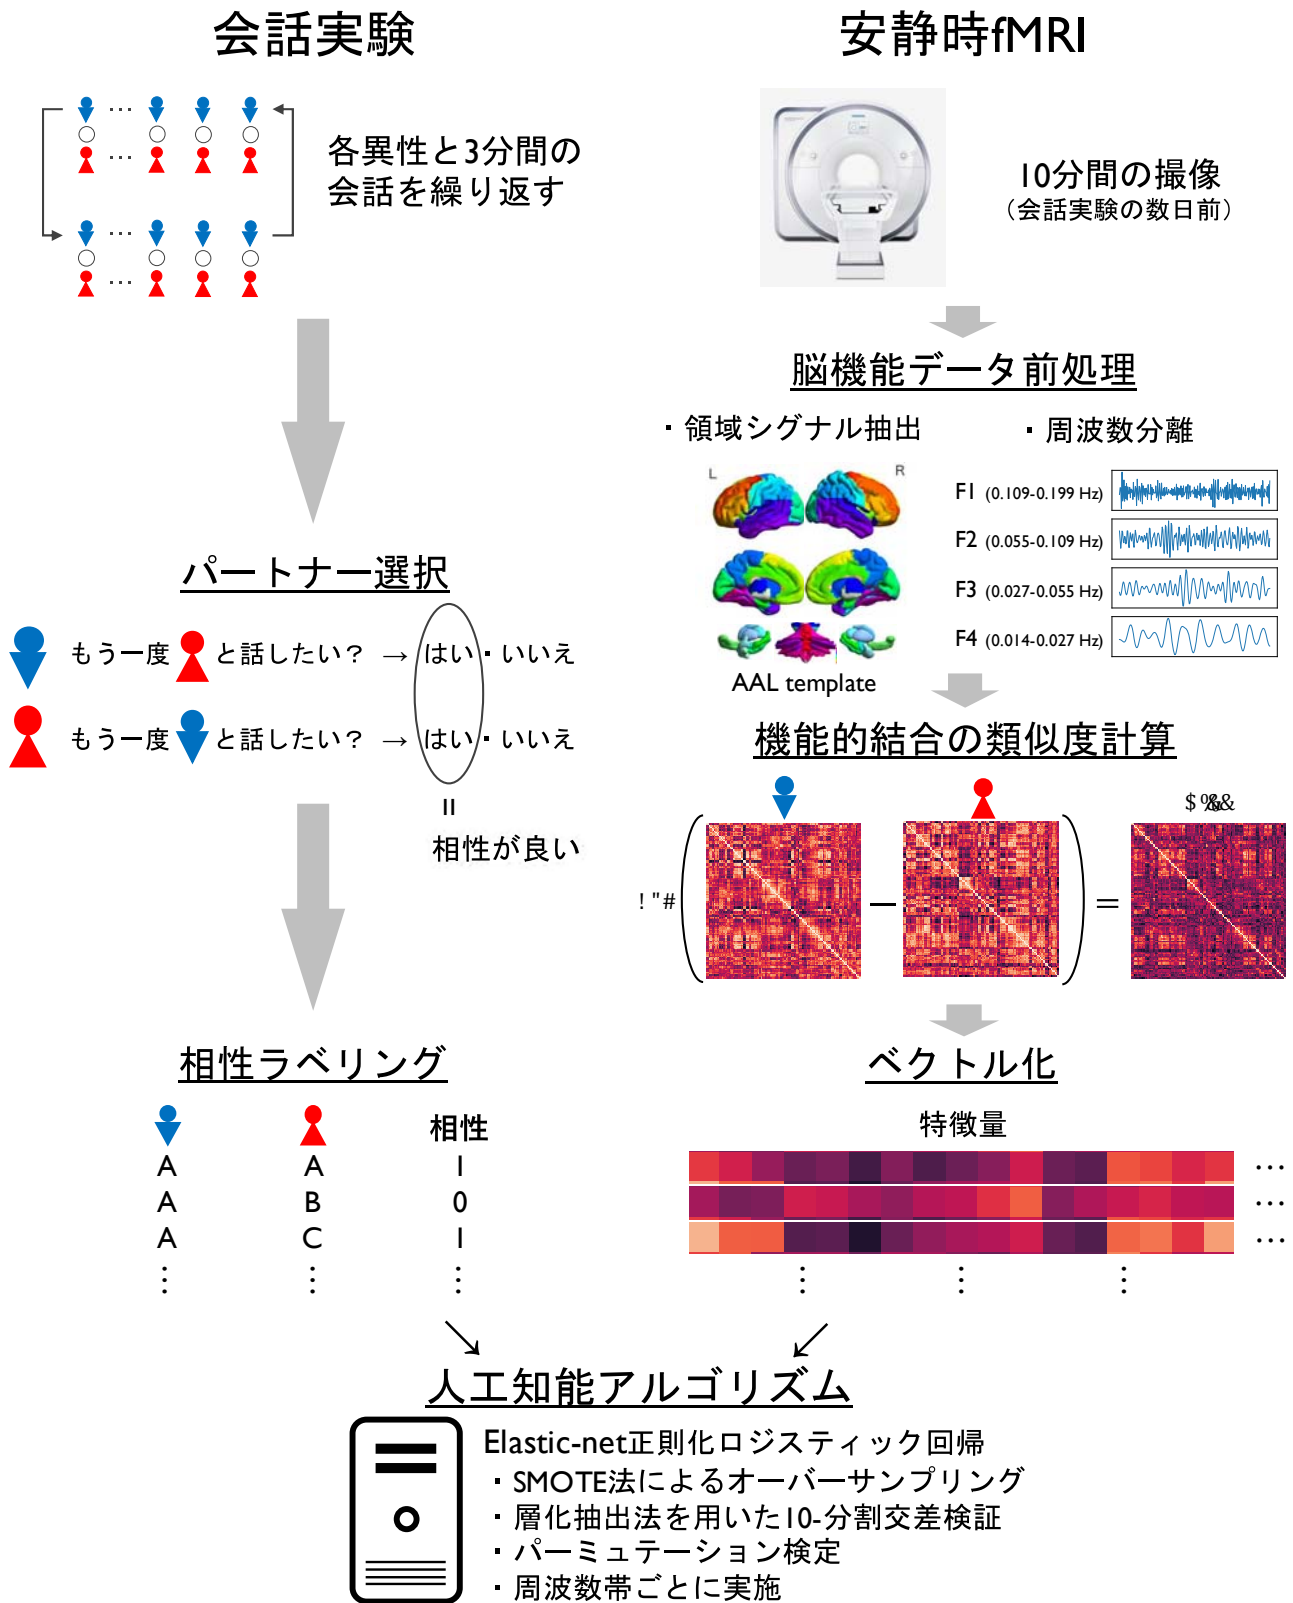 会話実験
各異性と3分間の
会話を繰り返す
パートナー選択
もう一度 と話したい? → はい・いいえ
もう一度 と話したい? → はい・いいえ
=
相性が良い
相性ラベリング
相性
A A 1
A B 0
A C 1
⋮ ⋮ ⋮
安静時fMRI
10分間の撮像
(会話実験の数日前)
脳機能データ前処理
・領域シグナル抽出
・周波数分離
L R
AAL template
F1 (0.109-0.199 Hz)
F2 (0.055-0.109 Hz)
F3 (0.027-0.055 Hz)
F4 (0.014-0.027 Hz)
機能的結合の類似度計算
! "# ( − ) =
ベクトル化
特徴量
…
…
…
⋮ ⋮ ⋮
人工知能アルゴリズム
Elastic-net正則化ロジスティック回帰
・SMOTE法によるオーバーサンプリング
・層化抽出法を用いた10-分割交差検証
・パーミュテーション検定
・周波数帯ごとに実施